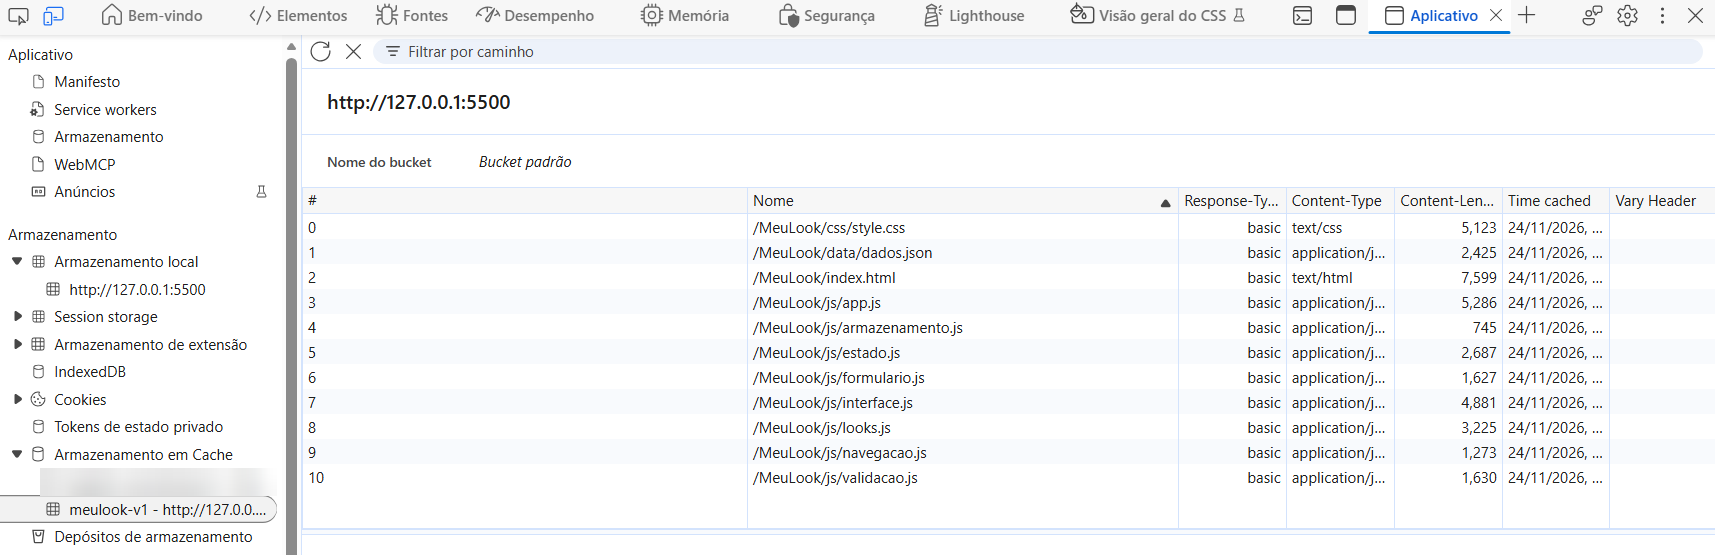 Bem-vindo Elementos Fontes Desempenho Memória Segurança Lighthouse Visão geral do CSS Aplicativo
Aplicativo
Manifesto
Service workers
Armazenamento
WebMCP
Anúncios
Armazenamento
Armazenamento local
http://127.0.0.1:5500
Session storage
Armazenamento de extensão
IndexedDB
Cookies
Tokens de estado privado
Armazenamento em Cache
meulook-v1 - http://127.0.0....
Depósitos de armazenamento
Filtrar por caminho
http://127.0.0.1:5500
Nome do bucket Bucket padrão
# Nome Response-Ty... Content-Type Content-Len... Time cached Vary Header
0 /MeuLook/css/style.css basic text/css 5,123 24/11/2026, ...
1 /MeuLook/data/dados.json basic application/j... 2,425 24/11/2026, ...
2 /MeuLook/index.html basic text/html 7,599 24/11/2026, ...
3 /MeuLook/js/app.js basic application/j... 5,286 24/11/2026, ...
4 /MeuLook/js/armazenamento.js basic application/j... 745 24/11/2026, ...
5 /MeuLook/js/estado.js basic application/j... 2,687 24/11/2026, ...
6 /MeuLook/js/formulario.js basic application/j... 1,627 24/11/2026, ...
7 /MeuLook/js/interface.js basic application/j... 4,881 24/11/2026, ...
8 /MeuLook/js/looks.js basic application/j... 3,225 24/11/2026, ...
9 /MeuLook/js/navegacao.js basic application/j... 1,273 24/11/2026, ...
10 /MeuLook/js/validacao.js basic application/j... 1,630 24/11/2026, ...